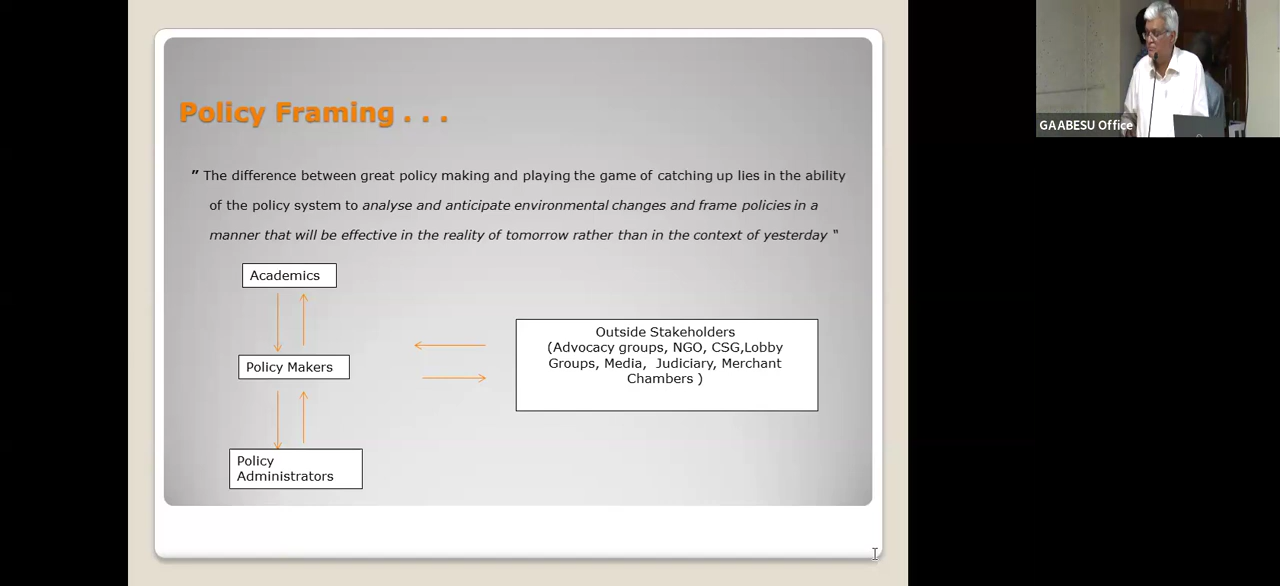 Policy Framing . . .
" The difference between great policy making and playing the game of catching up lies in the ability
of the policy system to analyse and anticipate environmental changes and frame policies in a
manner that will be effective in the reality of tomorrow rather than in the context of yesterday "
Academics
Policy Makers
Policy
Administrators
Outside Stakeholders
(Advocacy groups, NGO, CSG,Lobby
Groups, Media, Judiciary, Merchant
Chambers )
GAABESU Office